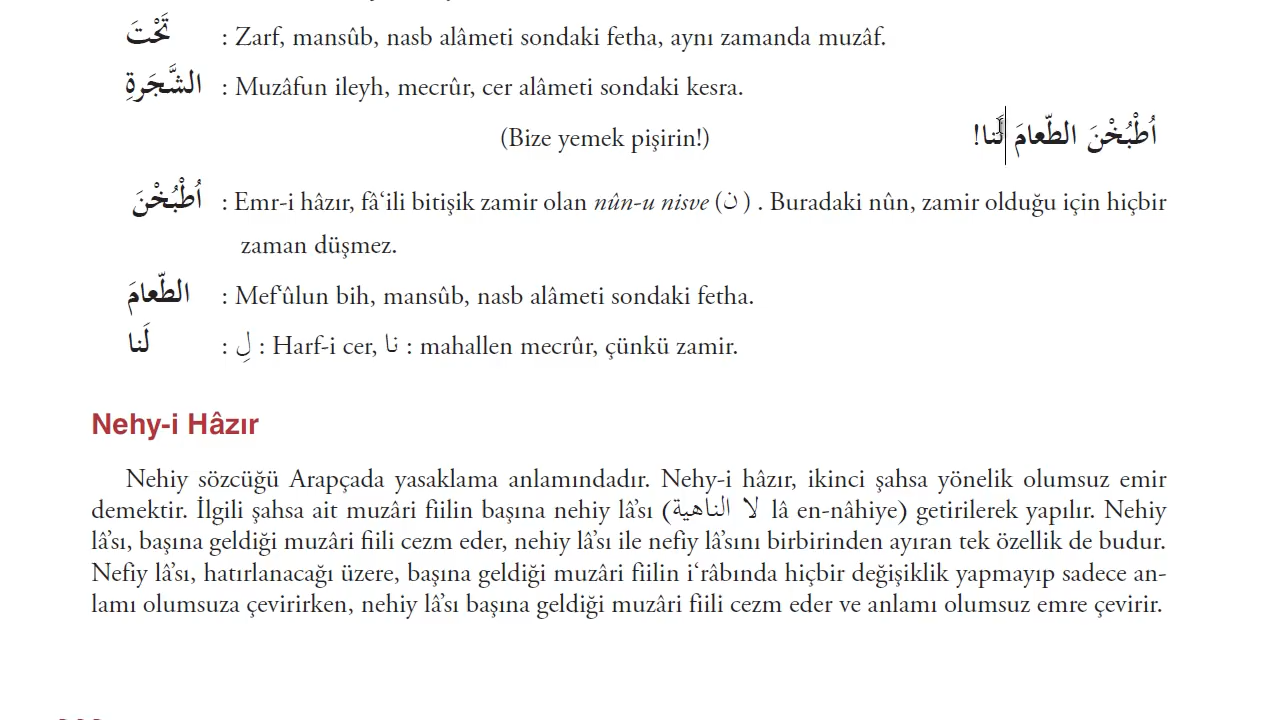 تَحْتَ : Zarf, mansûb, nasb alâmeti sondaki fetha, aynı zamanda muzâf.
الشَّجَرةِ : Muzâfun ileyh, mecrûr, cer alâmeti sondaki kesra.
(Bize yemek pişirin!) اُطْبُخْنَ الطّعامَ لَنا!
اُطْبُخْنَ : Emr-i hâzır, fâ‘ili bitişik zamir olan nûn-u nisve (ن) . Buradaki nûn, zamir olduğu için hiçbir
zaman düşmez.
الطّعامَ : Mef‘ûlun bih, mansûb, nasb alâmeti sondaki fetha.
لَنا : لِ : Harf-i cer, نا : mahallen mecrûr, çünkü zamir.
Nehy-i Hâzır
Nehiy sözcüğü Arapçada yasaklama anlamındadır. Nehy-i hâzır, ikinci şahsa yönelik olumsuz emir
demektir. İlgili şahsa ait muzâri fiilin başına nehiy lâ’sı (لا الناهية lâ en-nâhiye) getirilerek yapılır. Nehiy
lâ’sı, başına geldiği muzâri fiili cezm eder, nehiy lâ’sı ile nefiy lâ’sını birbirinden ayıran tek özellik de budur.
Nefiy lâ’sı, hatırlanacağı üzere, başına geldiği muzâri fiilin i‘râbında hiçbir değişiklik yapmayıp sadece an-
lamı olumsuza çevirirken, nehiy lâ’sı başına geldiği muzâri fiili cezm eder ve anlamı olumsuz emre çevirir.